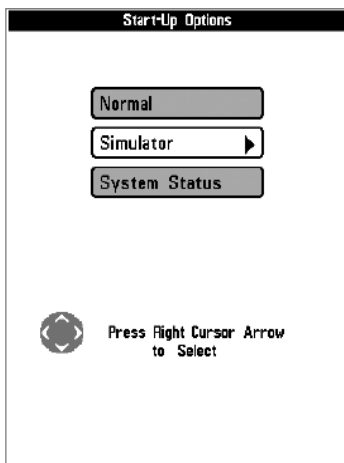 Start-Up Options
Normal
Simulator
System Status
Press Right Cursor Arrow
to Select